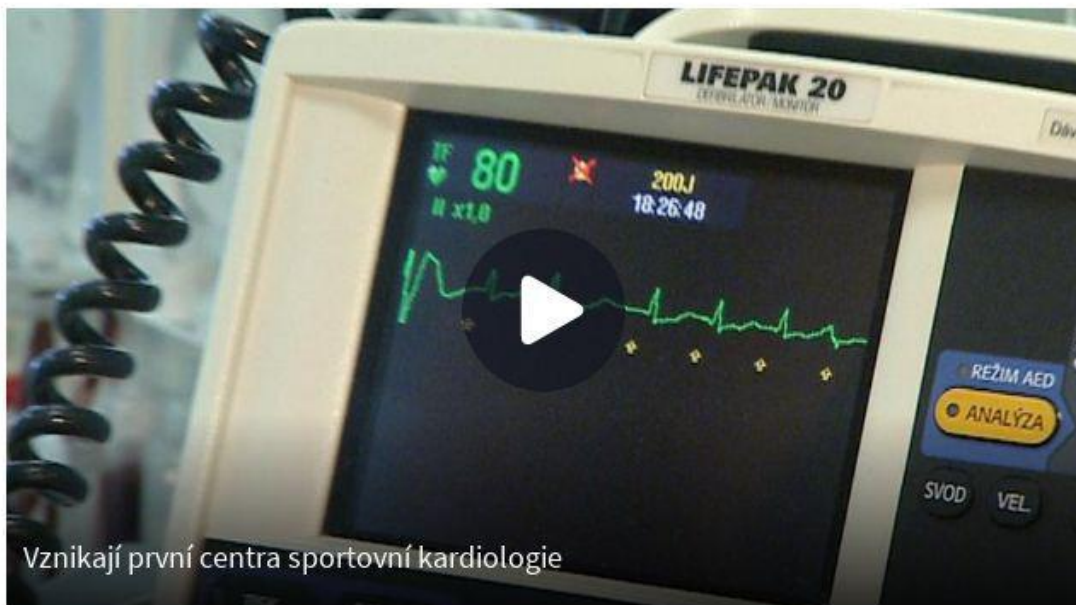 LIFEPAK 20
DEFIBRILÁTOR/MONITOR
TF
80
200J
18:26:48
II x1,0
REŽIM AED
ANALÝZA
SVOD
VEL.
Vznikají první centra sportovní kardiologie